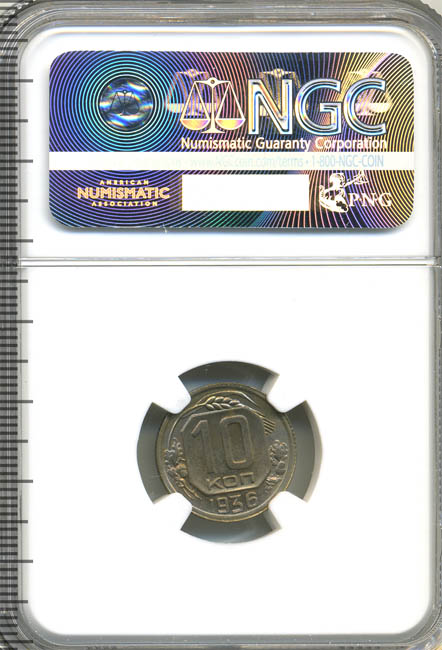 NGC
Numismatic Guaranty Corporation
www.NGCcoin.com/terms • 1-800-NGC-COIN
AMERICAN
NUMISMATIC
ASSOCIATION
PNG
10
КОП
1936